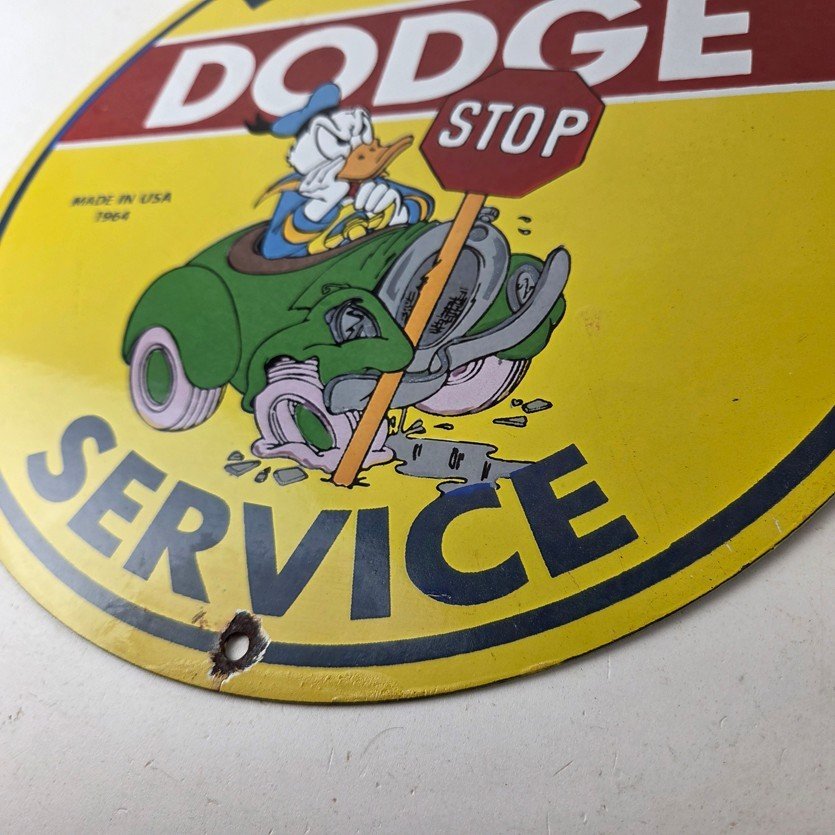 DODGE
STOP
MADE IN USA
1964
SERVICE